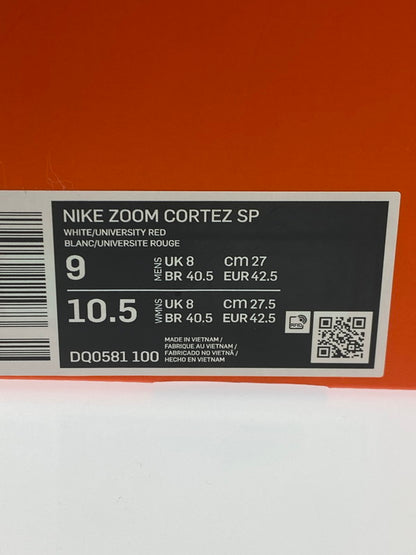 NIKE ZOOM CORTEZ SP
WHITE/UNIVERSITY RED
BLANC/UNIVERSITE ROUGE
9 MENS UK 8 CM 27
BR 40.5 EUR 42.5
10.5 WMNS UK 8 CM 27.5
BR 40.5 EUR 42.5
DQ0581 100
MADE IN VIETNAM /
FABRIQUE AU VIETNAM /
FABRICADO NO VIETNÃ /
HECHO EN VIETNAM
RFID